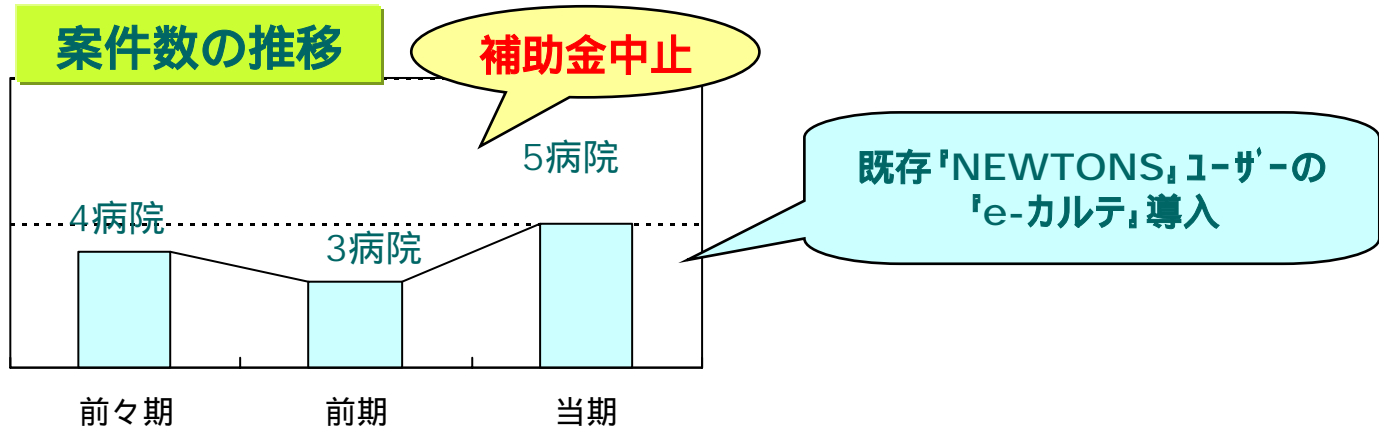 案件数の推移
補助金中止
5病院
4病院
3病院
既存『NEWTONS』ﾕｰｻﾞｰの
『e-カルテ』導入
前々期
前期
当期